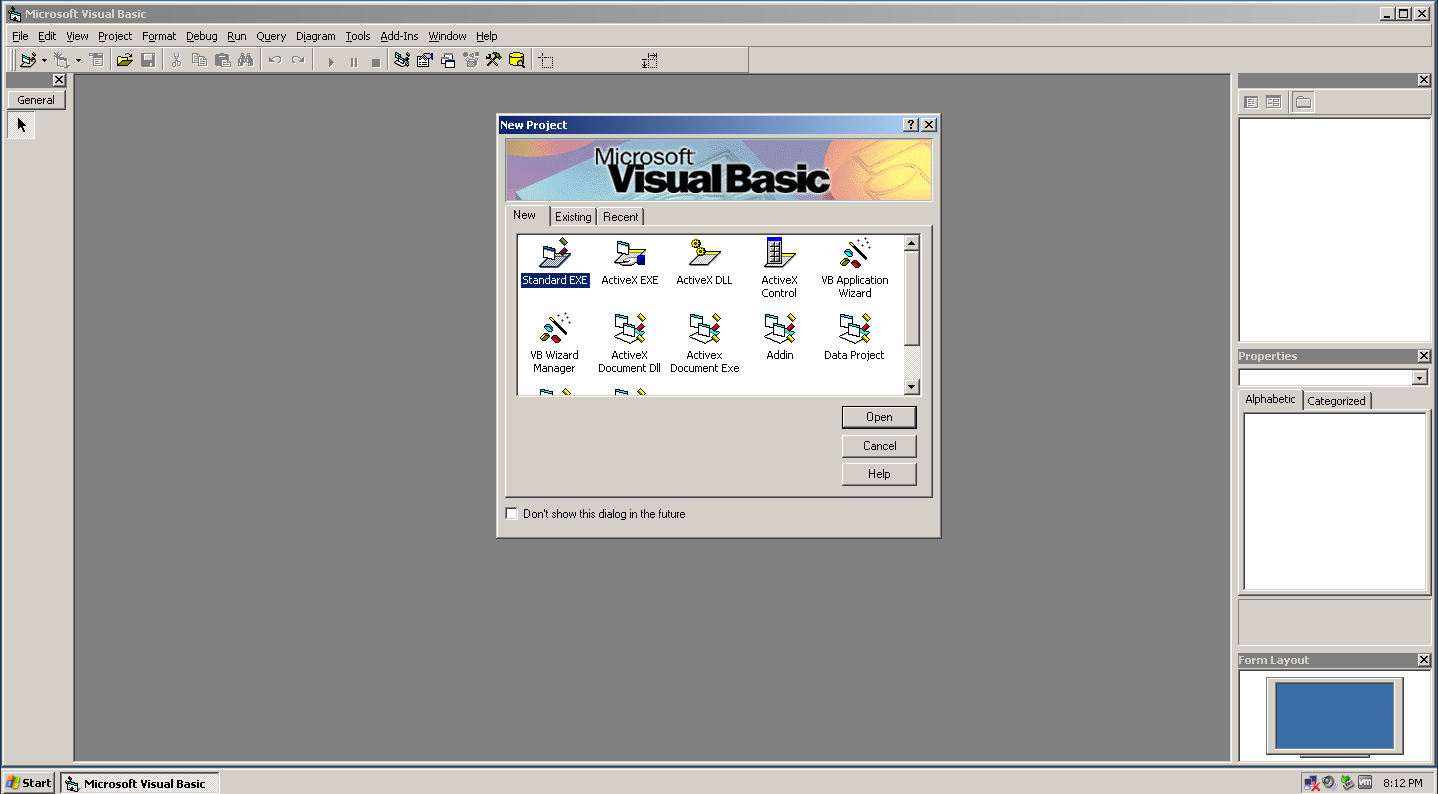 Microsoft Visual Basic
File Edit View Project Format Debug Run Query Diagram Tools Add-Ins Window Help
General
New Project
Microsoft
Visual Basic
New Existing Recent
Standard EXE
ActiveX EXE
ActiveX DLL
ActiveX
Control
VB Application
Wizard
VB Wizard
Manager
ActiveX
Document Dll
Activex
Document Exe
Addin
Data Project
Open
Cancel
Help
Don't show this dialog in the future
Properties
Alphabetic Categorized
Form Layout
Start
Microsoft Visual Basic
vm
8:12 PM